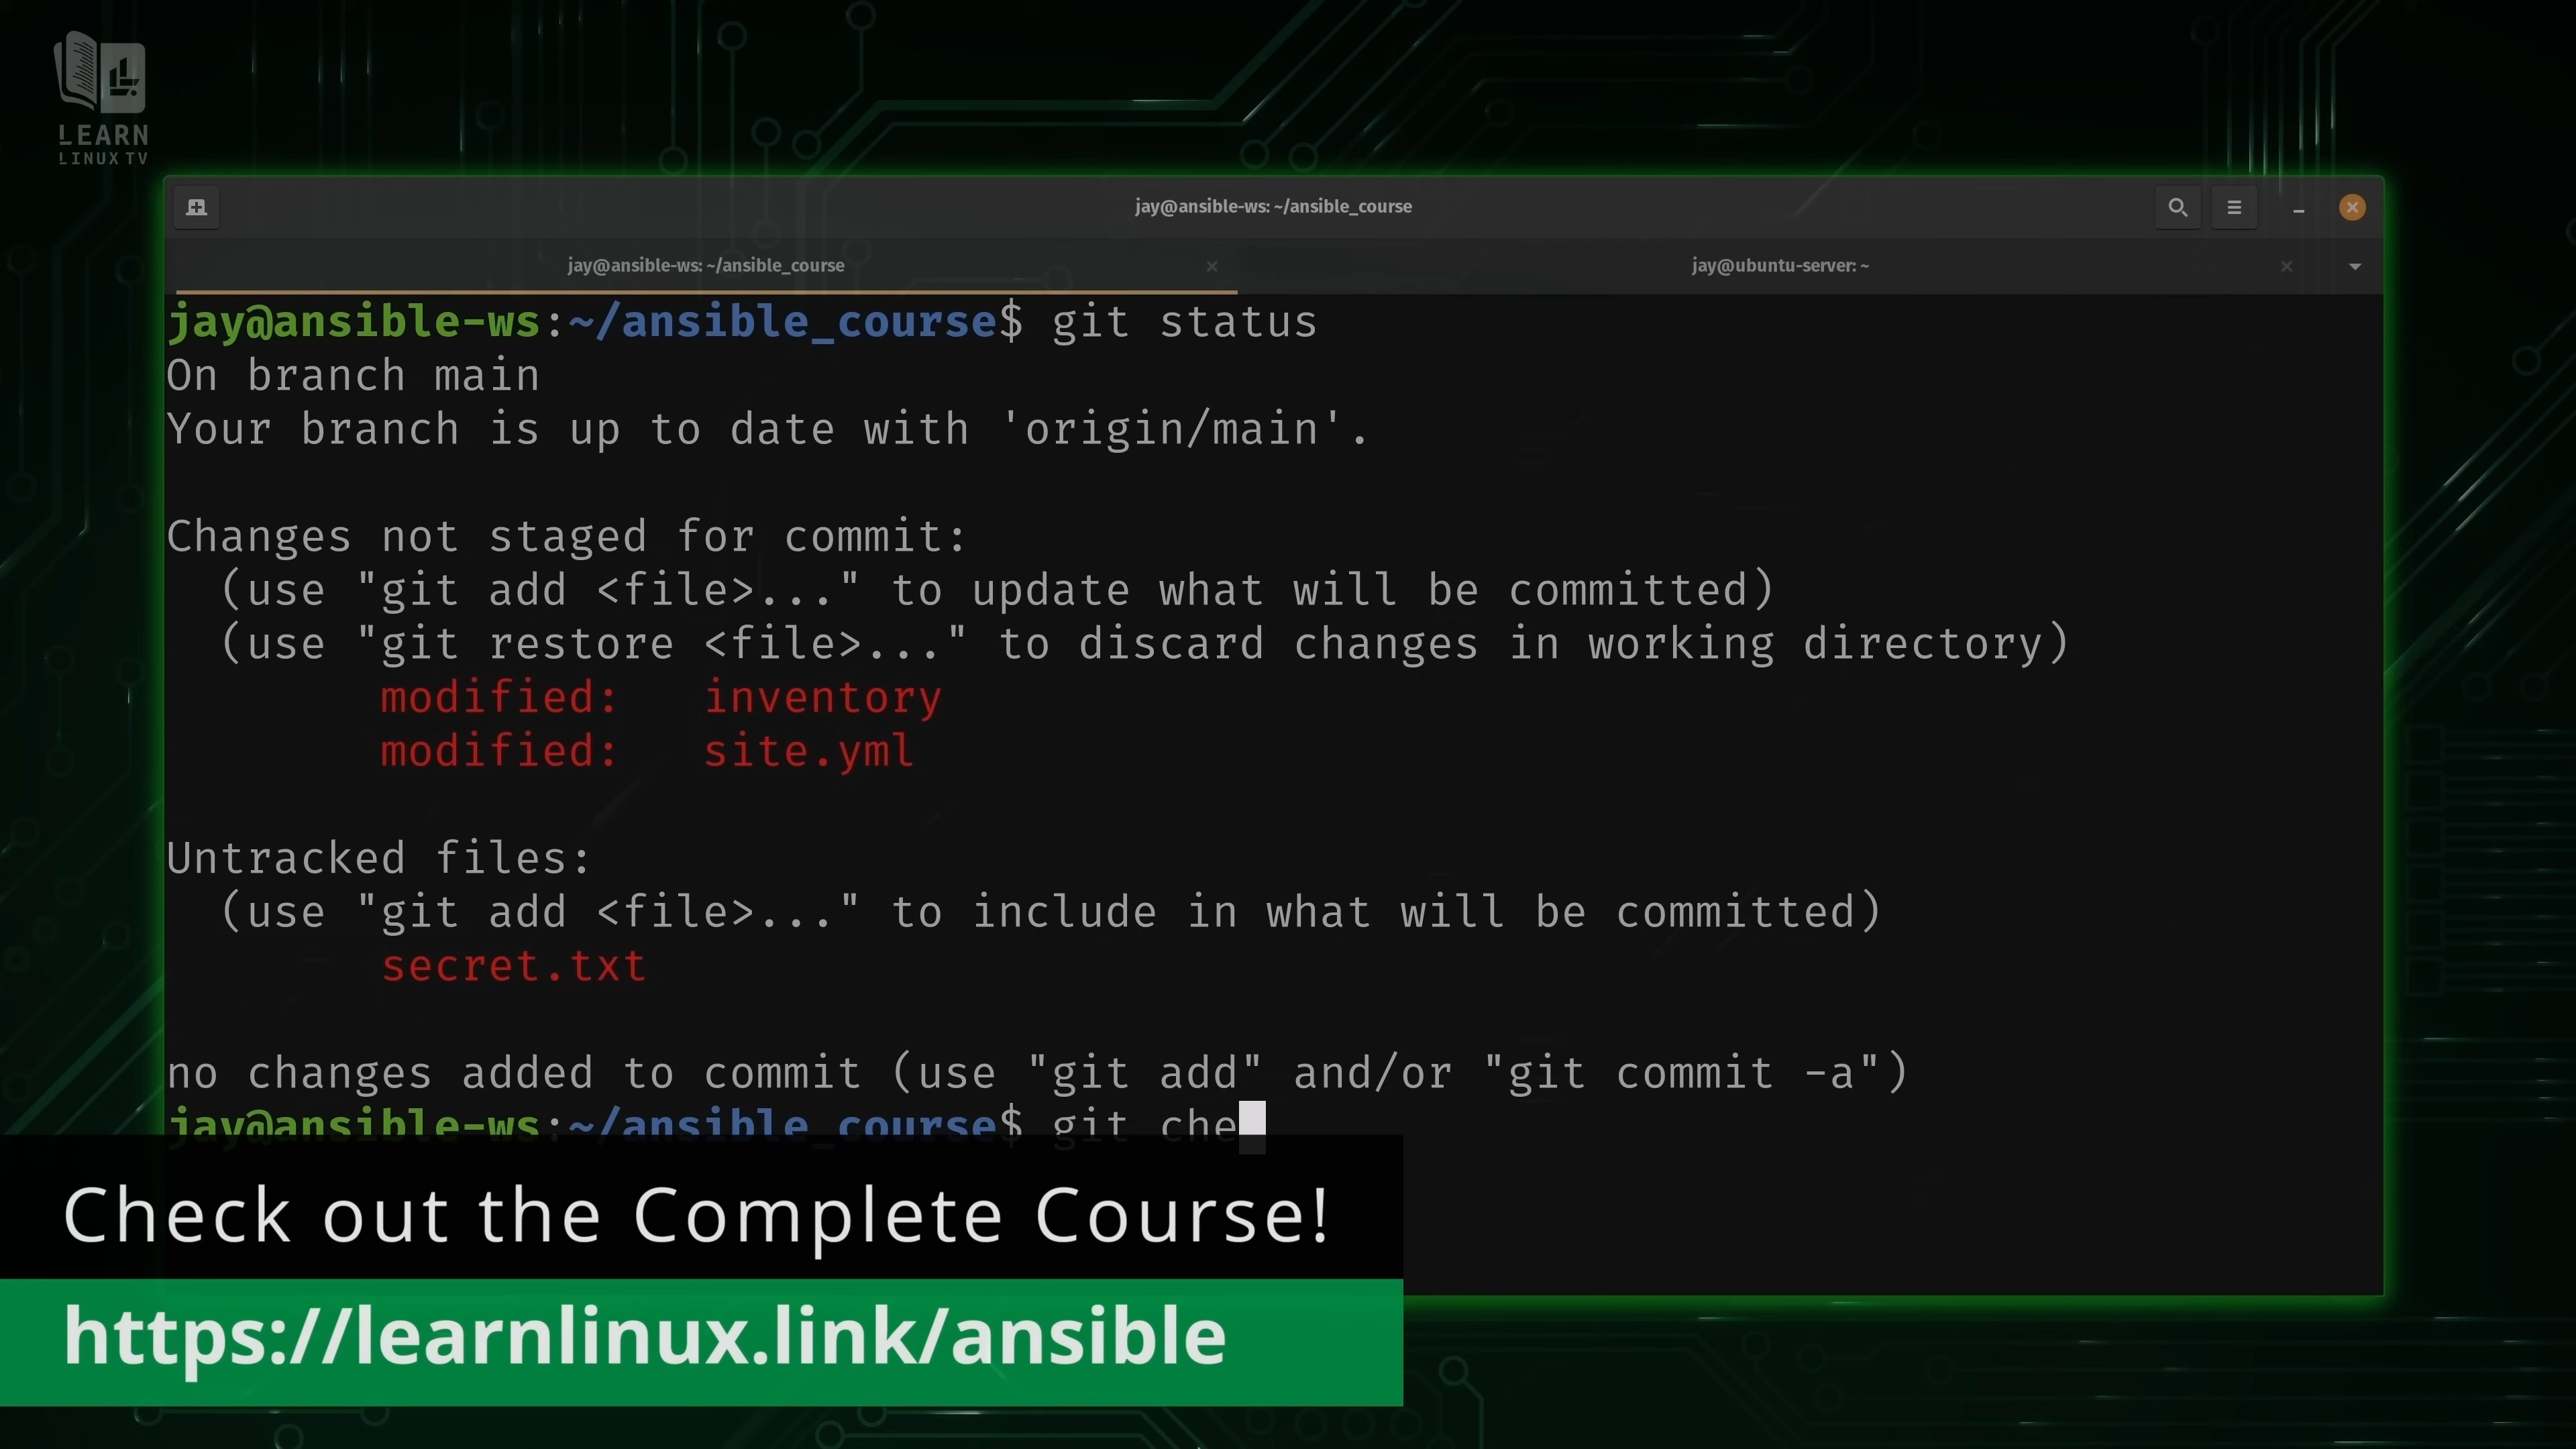 LEARN
LINUX TV
jay@ansible-ws: ~/ansible_course
jay@ansible-ws: ~/ansible_course
jay@ubuntu-server: ~
jay@ansible-ws:~/ansible_course$ git status
On branch main
Your branch is up to date with 'origin/main'.
Changes not staged for commit:
  (use "git add <file>..." to update what will be committed)
  (use "git restore <file>..." to discard changes in working directory)
        modified:   inventory
        modified:   site.yml
Untracked files:
  (use "git add <file>..." to include in what will be committed)
        secret.txt
no changes added to commit (use "git add" and/or "git commit -a")
jay@ansible-ws:~/ansible_course$ git che
Check out the Complete Course!
https://learnlinux.link/ansible